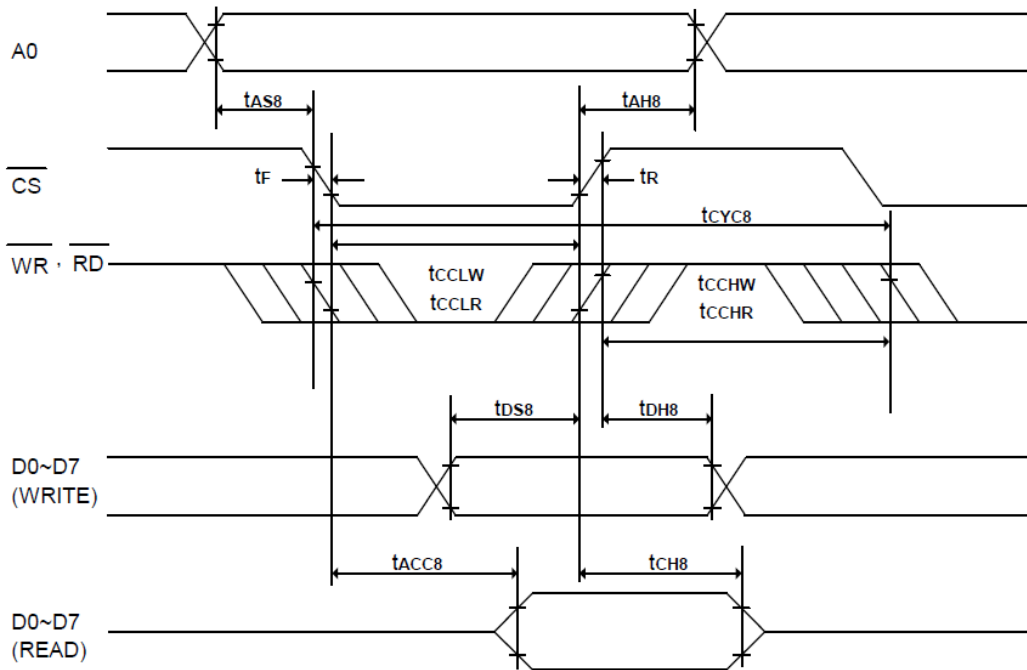 A0
tAS8
tAH8
CS
tF
tR
tCYC8
WR , RD
tCCLW
tCCLR
tCCHW
tCCHR
tDS8
tDH8
D0~D7
(WRITE)
tACC8
tCH8
D0~D7
(READ)